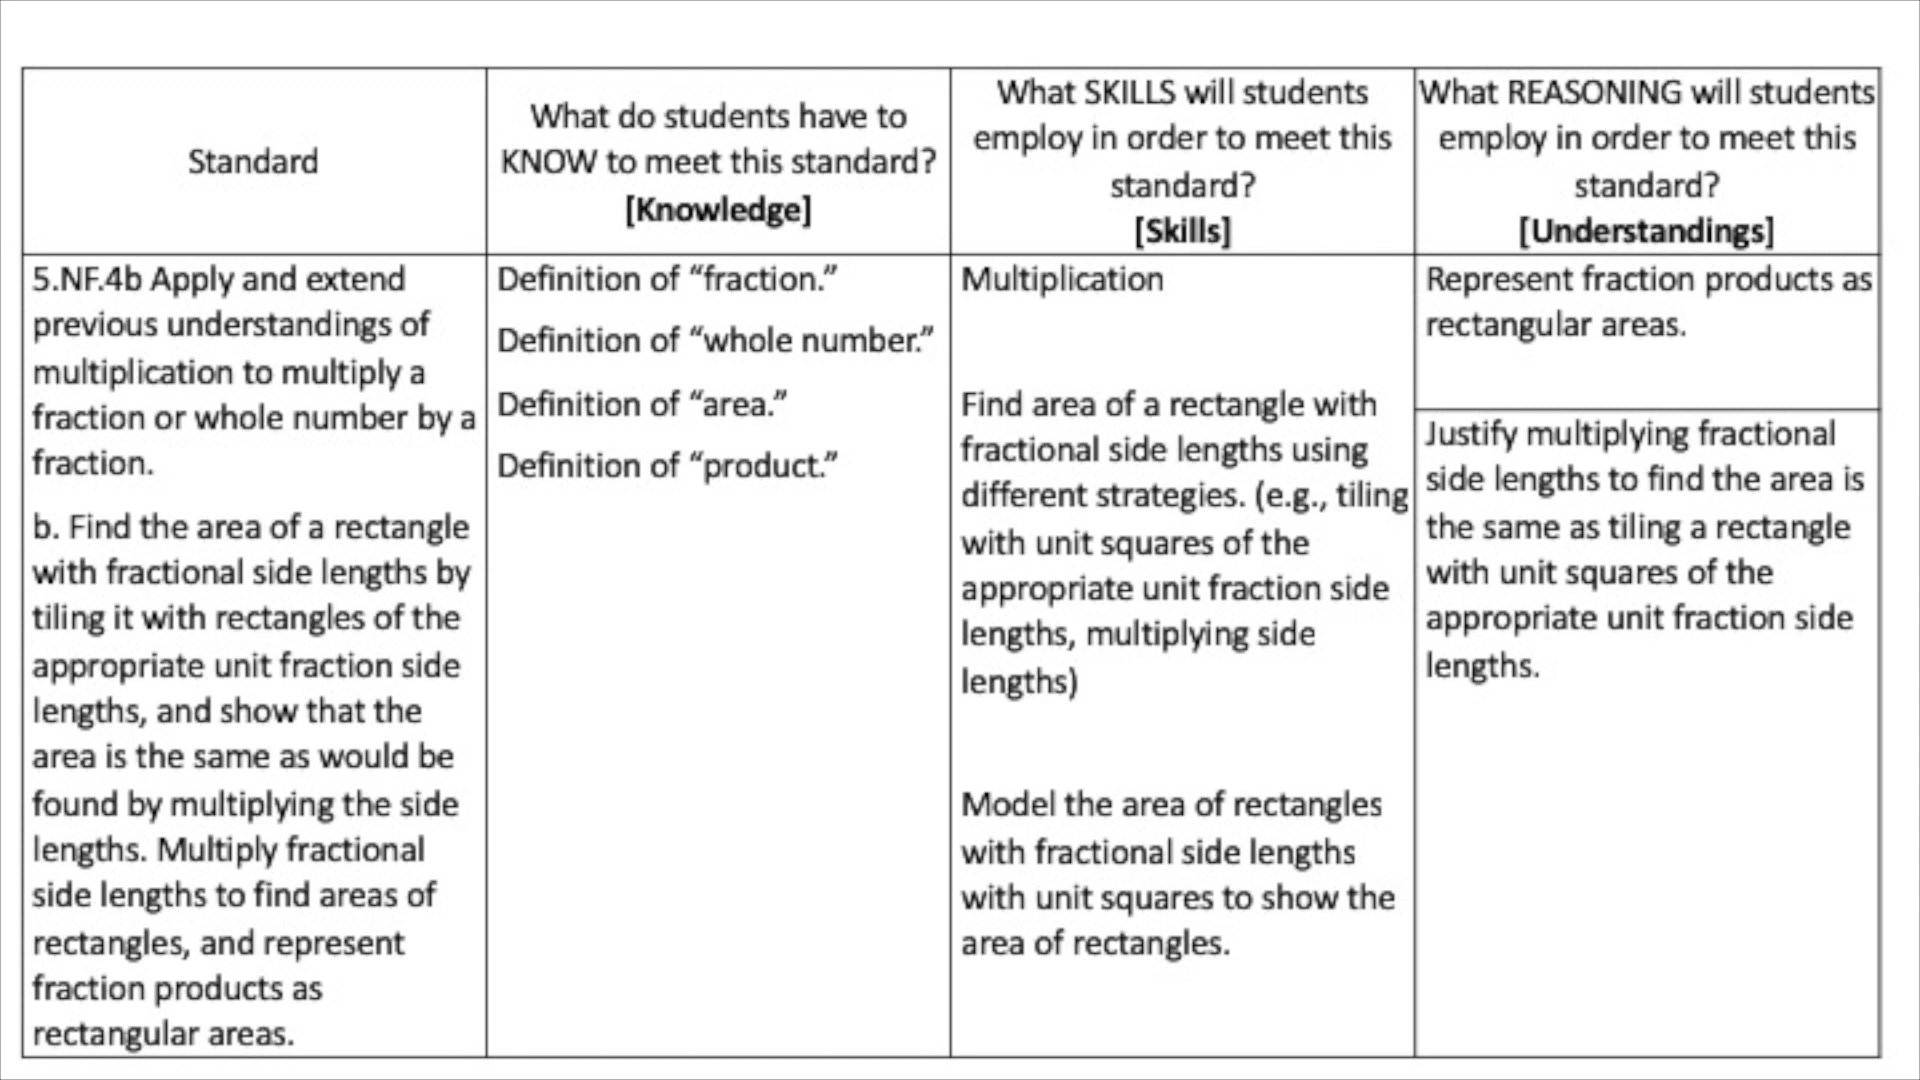 Standard
What do students have to
KNOW to meet this standard?
[Knowledge]
What SKILLS will students
employ in order to meet this
standard?
[Skills]
What REASONING will students
employ in order to meet this
standard?
[Understandings]
5.NF.4b Apply and extend
previous understandings of
multiplication to multiply a
fraction or whole number by a
fraction.
b. Find the area of a rectangle
with fractional side lengths by
tiling it with rectangles of the
appropriate unit fraction side
lengths, and show that the
area is the same as would be
found by multiplying the side
lengths. Multiply fractional
side lengths to find areas of
rectangles, and represent
fraction products as
rectangular areas.
Definition of “fraction.”
Definition of “whole number.”
Definition of “area.”
Definition of “product.”
Multiplication
Find area of a rectangle with
fractional side lengths using
different strategies. (e.g., tiling
with unit squares of the
appropriate unit fraction side
lengths, multiplying side
lengths)
Model the area of rectangles
with fractional side lengths
with unit squares to show the
area of rectangles.
Represent fraction products as
rectangular areas.
Justify multiplying fractional
side lengths to find the area is
the same as tiling a rectangle
with unit squares of the
appropriate unit fraction side
lengths.